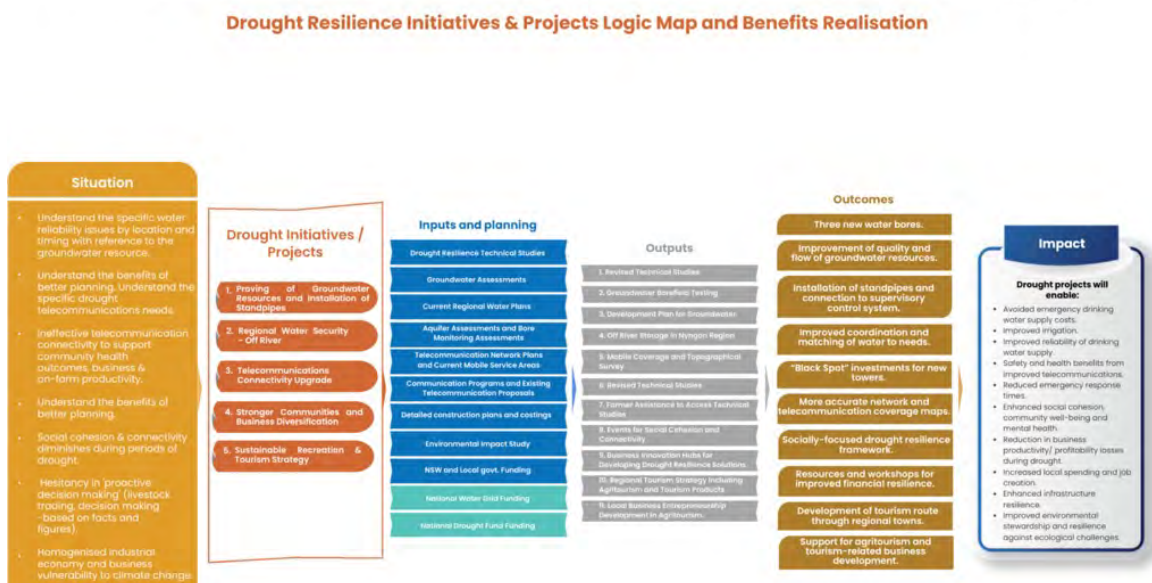 Drought Resilience Initiatives & Projects Logic Map and Benefits Realisation
Situation
• Understand the specific water
reliability issues by location and
timing with reference to the
groundwater resource.
• Understand the benefits of
better planning. Understand the
specific drought
telecommunications needs.
• Ineffective telecommunication
connectivity to support
community health
outcomes, business &
on-farm productivity.
• Understand the benefits of
better planning.
• Social cohesion & connectivity
diminishes during periods of
drought.
• Hesitancy in 'proactive
decision making' (livestock
trading, decision making
-based on facts and
figures).
• Homogenised industrial
economy and business
vulnerability to climate change
Drought Initiatives /
Projects
1. Proving of Groundwater
Resources and Installation of
Standpipes
2. Regional Water Security
- Off River
3. Telecommunications
Connectivity Upgrade
4. Stronger Communities and
Business Diversification
5. Sustainable Recreation &
Tourism Strategy
Inputs and planning
Drought Resilience Technical Studies
Groundwater Assessments
Current Regional Water Plans
Aquifer Assessments and Bore
Monitoring Assessments
Telecommunication Network Plans
and Current Mobile Service Areas
Communication Programs and Existing
Telecommunication Proposals
Detailed construction plans and costings
Environmental Impact Study
NSW and Local govt. Funding
National Water Grid Funding
National Drought Fund Funding
Outputs
1. Revised Technical Studies
2. Groundwater Borefield Testing
3. Development Plan for Groundwater
4. Off River Storage in Nyngan Region
5. Mobile Coverage and Topographical
Survey
6. Revised Technical Studies
7. Farmer Assistance to Access Technical
Studies
8. Events for Social Cohesion and
Connectivity
9. Business Innovation Hubs for
Developing Drought Resilience Solutions
10. Regional Tourism Strategy Including
Agritourism and Tourism Products
11. Local Business Entrepreneurship
Development in Agritourism.
Outcomes
Three new water bores.
Improvement of quality and
flow of groundwater resources.
Installation of standpipes and
connection to supervisory
control system.
Improved coordination and
matching of water to needs.
"Black Spot" investments for new
towers.
More accurate network and
telecommunication coverage maps.
Socially-focused drought resilience
framework.
Resources and workshops for
improved financial resilience.
Development of tourism route
through regional towns.
Support for agritourism and
tourism-related business
development.
Impact
Drought projects will
enable:
• Avoided emergency drinking
water supply costs.
• Improved irrigation.
• Improved reliability of drinking
water supply
• Safety and health benefits from
improved telecommunications.
• Reduced emergency response
times.
• Enhanced social cohesion,
community well-being and
mental health.
• Reduction in business
productivity/ profitability losses
during drought.
• Increased local spending and job
creation.
• Enhanced infrastructure
resilience.
• Improved environmental
stewardship and resilience
against ecological challenges.